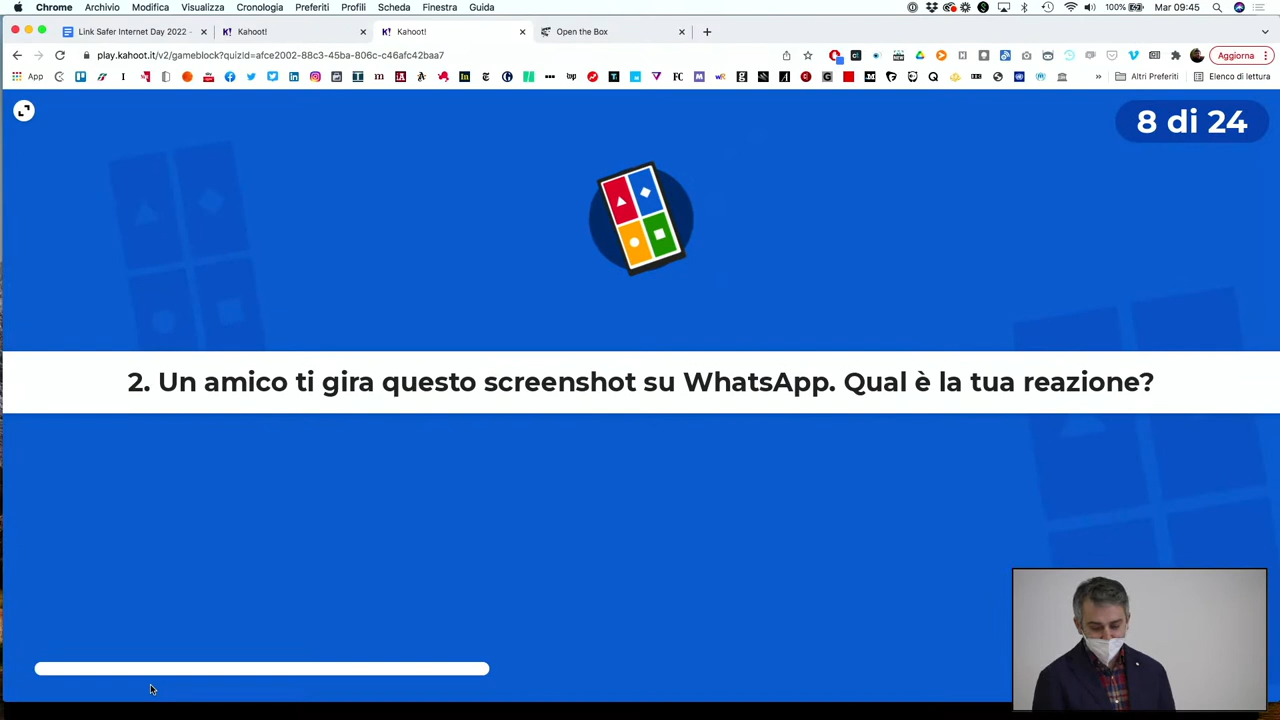 Chrome Archivio Modifica Visualizza Cronologia Preferiti Profili Scheda Finestra Guida 100% Mar 09:45
Link Safer Internet Day 2022 - Kahoot! Kahoot! Open the Box
play.kahoot.it/v2/gameblock?quizId=afce2002-88c3-45ba-806c-c46afc42baa7 Aggiorna
App Altri Preferiti Elenco di lettura
8 di 24
2. Un amico ti gira questo screenshot su WhatsApp. Qual è la tua reazione?